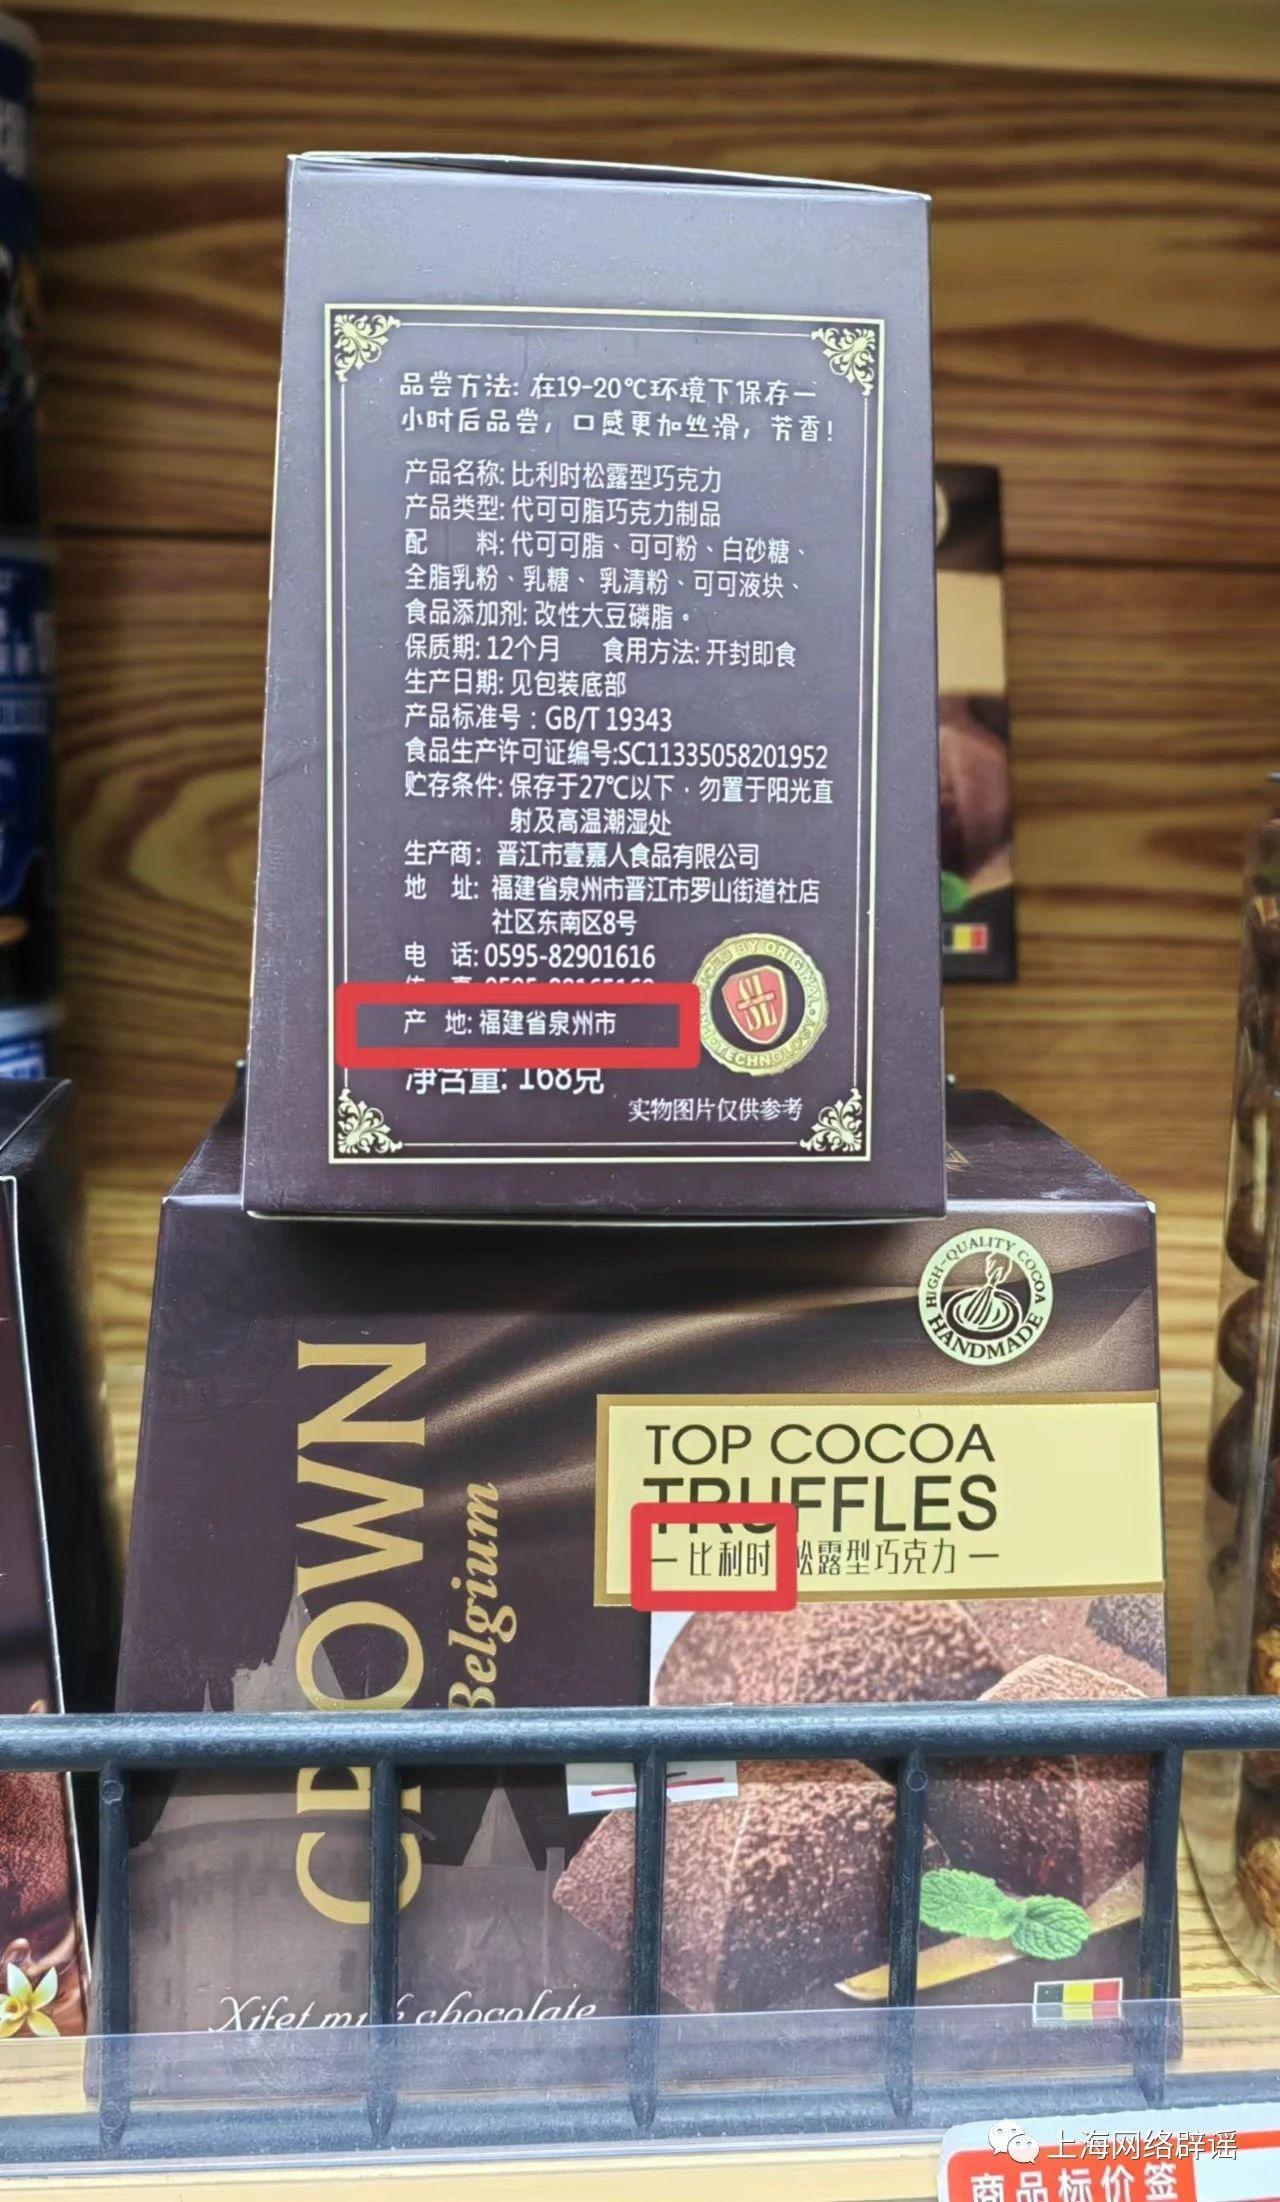 品尝方法: 在19-20℃环境下保存一
小时后品尝，口感更加丝滑，芳香!
产品名称: 比利时松露型巧克力
产品类型: 代可可脂巧克力制品
配 料: 代可可脂、可可粉、白砂糖、
全脂乳粉、乳糖、乳清粉、可可液块、
食品添加剂: 改性大豆磷脂。
保质期: 12个月 食用方法: 开封即食
生产日期: 见包装底部
产品标准号：GB/T 19343
食品生产许可证编号:SC11335058201952
贮存条件: 保存于27℃以下，勿置于阳光直
射及高温潮湿处
生产商：晋江市壹嘉人食品有限公司
地 址: 福建省泉州市晋江市罗山街道社店
社区东南区8号
电 话: 0595-82901616
产 地: 福建省泉州市
净含量: 168克
实物图片仅供参考
BY ORIGINAL
TECHNOLOGY
HIGH-QUALITY COCOA
HANDMADE
CROWN
Belgium
TOP COCOA
TRUFFLES
比利时松露型巧克力
Xifet milk chocolate
上海网络辟谣
商品标价签